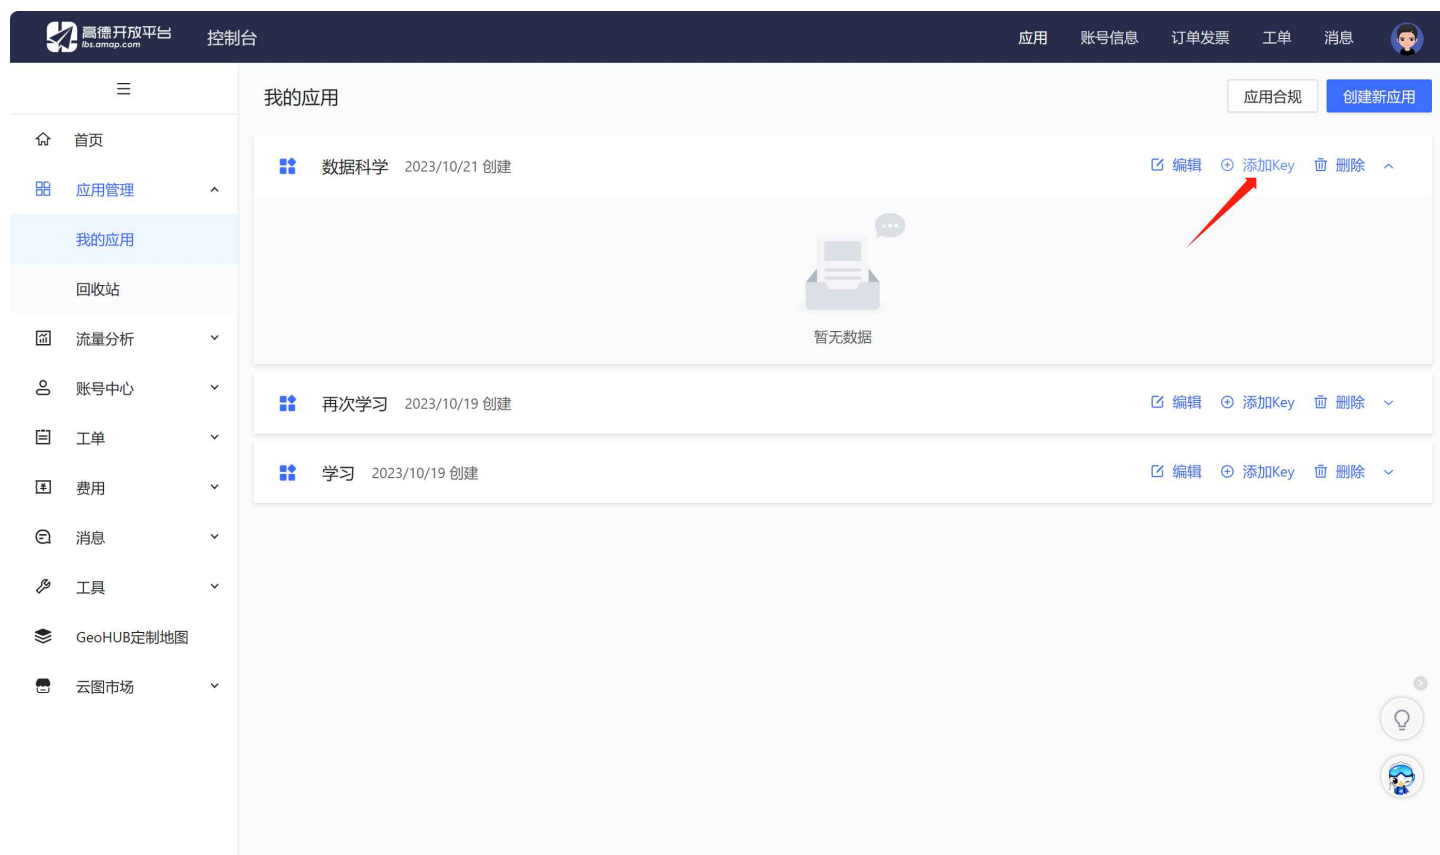 高德开放平台
lbs.amap.com
控制台
应用 账号信息 订单发票 工单 消息
我的应用
应用合规 创建新应用
首页
应用管理
我的应用
回收站
流量分析
账号中心
工单
费用
消息
工具
GeoHUB定制地图
云图市场
数据科学 2023/10/21 创建 编辑 添加Key 删除
暂无数据
再次学习 2023/10/19 创建 编辑 添加Key 删除
学习 2023/10/19 创建 编辑 添加Key 删除